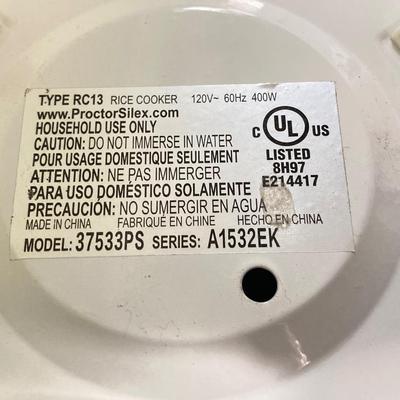 TYPE RC13 RICE COOKER 120V~ 60Hz 400W
www.ProctorSilex.com
HOUSEHOLD USE ONLY
CAUTION: DO NOT IMMERSE IN WATER
POUR USAGE DOMESTIQUE SEULEMENT
ATTENTION: NE PAS IMMERGER
PARA USO DOMÉSTICO SOLAMENTE
PRECAUCIÓN: NO SUMERGIR EN AGUA
MADE IN CHINA FABRIQUÉ EN CHINE HECHO EN CHINA
MODEL: 37533PS SERIES: A1532EK
C UL US
LISTED
8H97
E214417